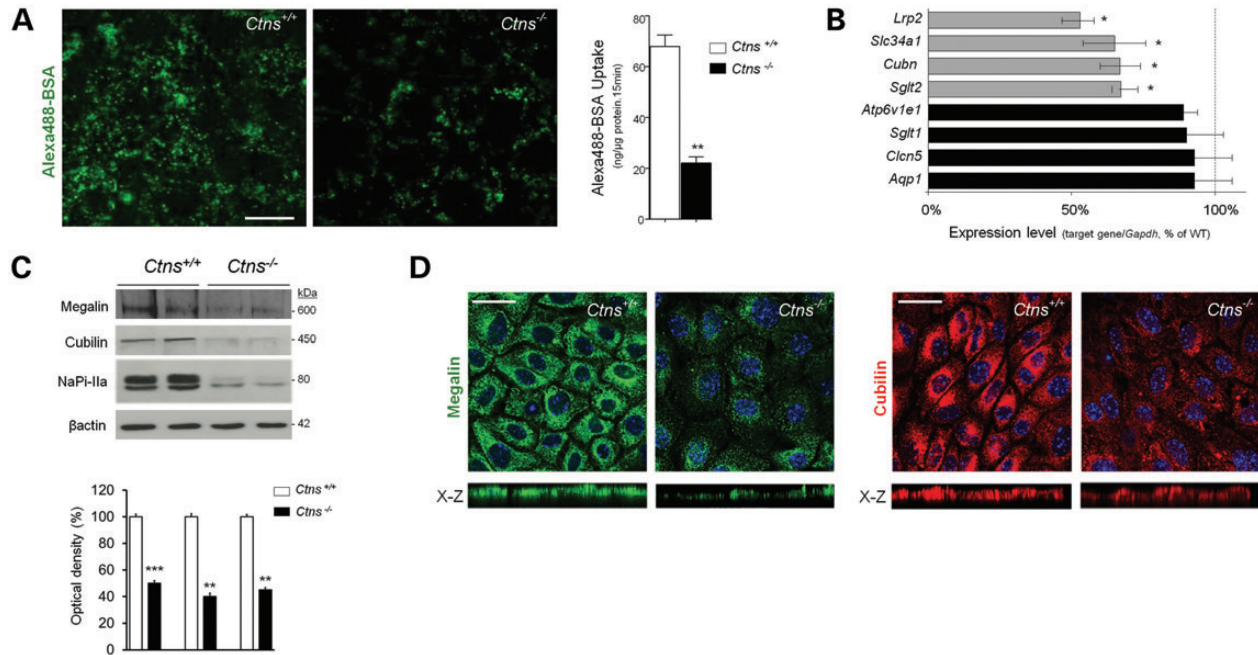 A
Ctns+/+
Ctns-/-
Alexa488-BSA
Alexa488-BSA Uptake
(ng/µg protein.15min)
80
60
40
20
0
**
Ctns +/+
Ctns -/-
B
Lrp2
Slc34a1
Cubn
Sglt2
Atp6v1e1
Sglt1
Clcn5
Aqp1
*
*
*
*
0%
50%
100%
Expression level (target gene/Gapdh, % of WT)
C
Ctns+/+
Ctns-/-
kDa
Megalin
- 600
Cubilin
- 450
NaPi-IIa
- 80
βactin
- 42
Optical density (%)
120
100
80
60
40
20
0
***
**
**
Ctns +/+
Ctns -/-
D
Megalin
Ctns+/+
Ctns-/-
X-Z
Cubilin
Ctns+/+
Ctns-/-
X-Z